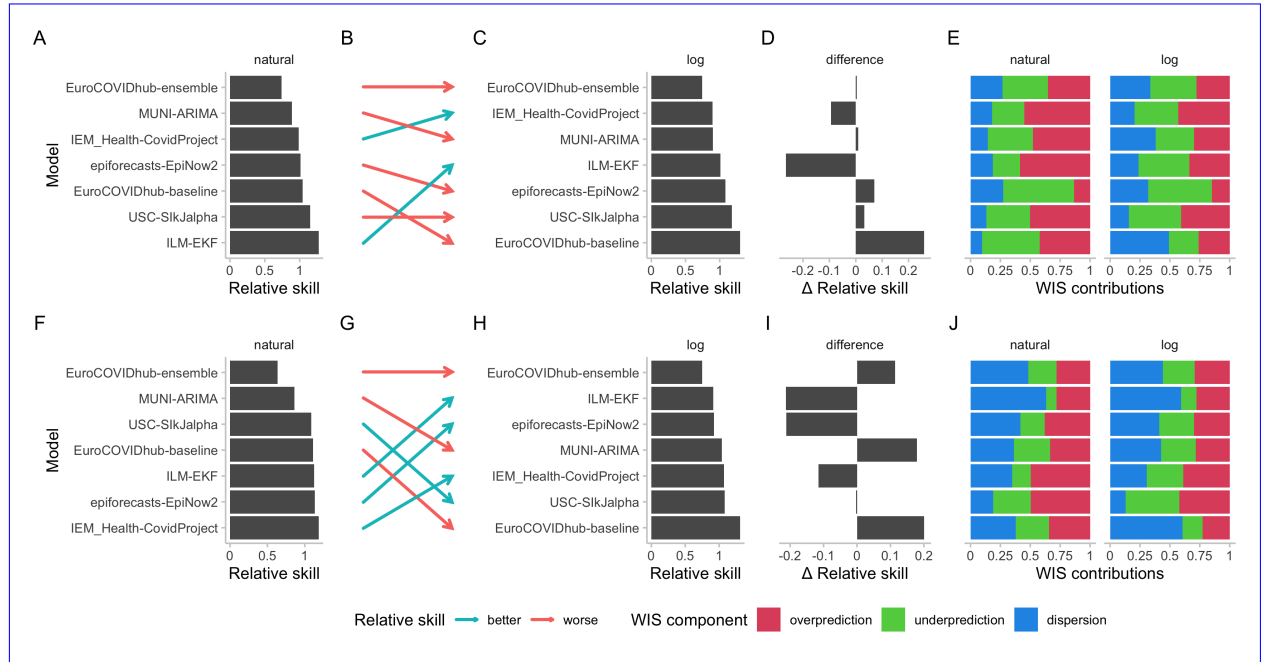 A B C D E
natural log difference natural log
Model
EuroCOVIDhub-ensemble
MUNI-ARIMA
IEM_Health-CovidProject
epiforecasts-EpiNow2
EuroCOVIDhub-baseline
USC-SIkJalpha
ILM-EKF
0 0.5 1
Relative skill
EuroCOVIDhub-ensemble
IEM_Health-CovidProject
MUNI-ARIMA
ILM-EKF
epiforecasts-EpiNow2
USC-SIkJalpha
EuroCOVIDhub-baseline
0 0.5 1
Relative skill
-0.2 -0.1 0 0.1 0.2
Δ Relative skill
0 0.25 0.5 0.75 1 0 0.25 0.5 0.75 1
WIS contributions
F G H I J
natural log difference natural log
Model
EuroCOVIDhub-ensemble
MUNI-ARIMA
USC-SIkJalpha
EuroCOVIDhub-baseline
ILM-EKF
epiforecasts-EpiNow2
IEM_Health-CovidProject
0 0.5 1
Relative skill
EuroCOVIDhub-ensemble
ILM-EKF
epiforecasts-EpiNow2
MUNI-ARIMA
IEM_Health-CovidProject
USC-SIkJalpha
EuroCOVIDhub-baseline
0 0.5 1
Relative skill
-0.2 -0.1 0 0.1 0.2
Δ Relative skill
0 0.25 0.5 0.75 1 0 0.25 0.5 0.75 1
WIS contributions
Relative skill better worse WIS component overprediction underprediction dispersion